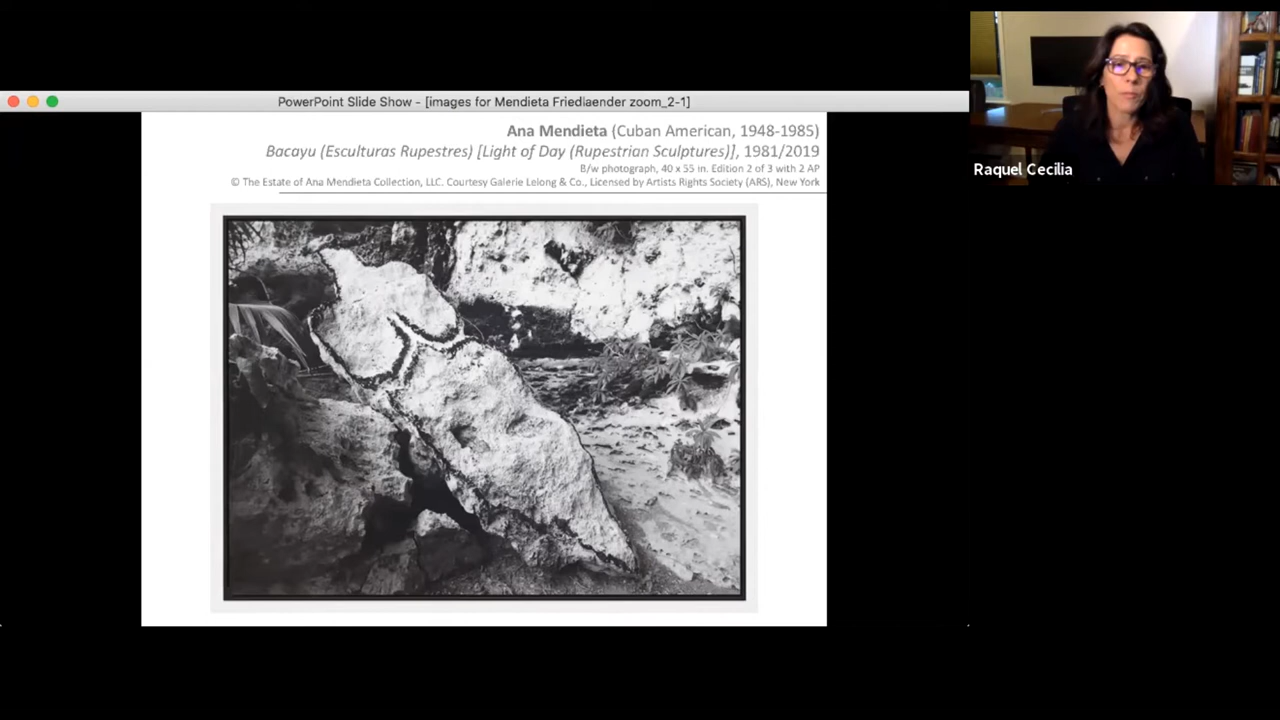 PowerPoint Slide Show - [images for Mendieta Friedlaender zoom_2-1]
Ana Mendieta (Cuban American, 1948-1985)
Bacayu (Esculturas Rupestres) [Light of Day (Rupestrian Sculptures)], 1981/2019
B/w photograph, 40 x 55 in. Edition 2 of 3 with 2 AP
© The Estate of Ana Mendieta Collection, LLC. Courtesy Galerie Lelong & Co., Licensed by Artists Rights Society (ARS), New York
Raquel Cecilia